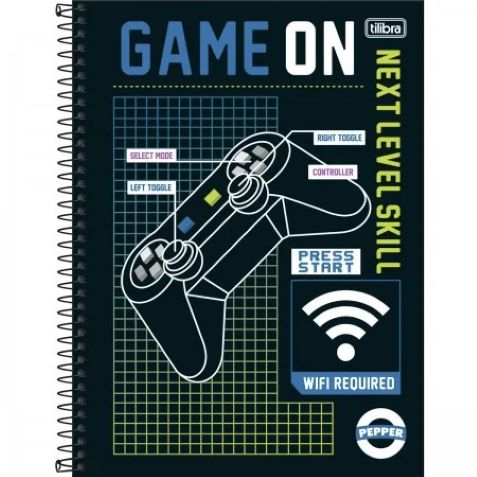 tilibra
GAME ON
NEXT LEVEL SKILL
RIGHT TOGGLE
SELECT MODE
CONTROLLER
LEFT TOGGLE
PRESS
START
WIFI REQUIRED
PEPPER